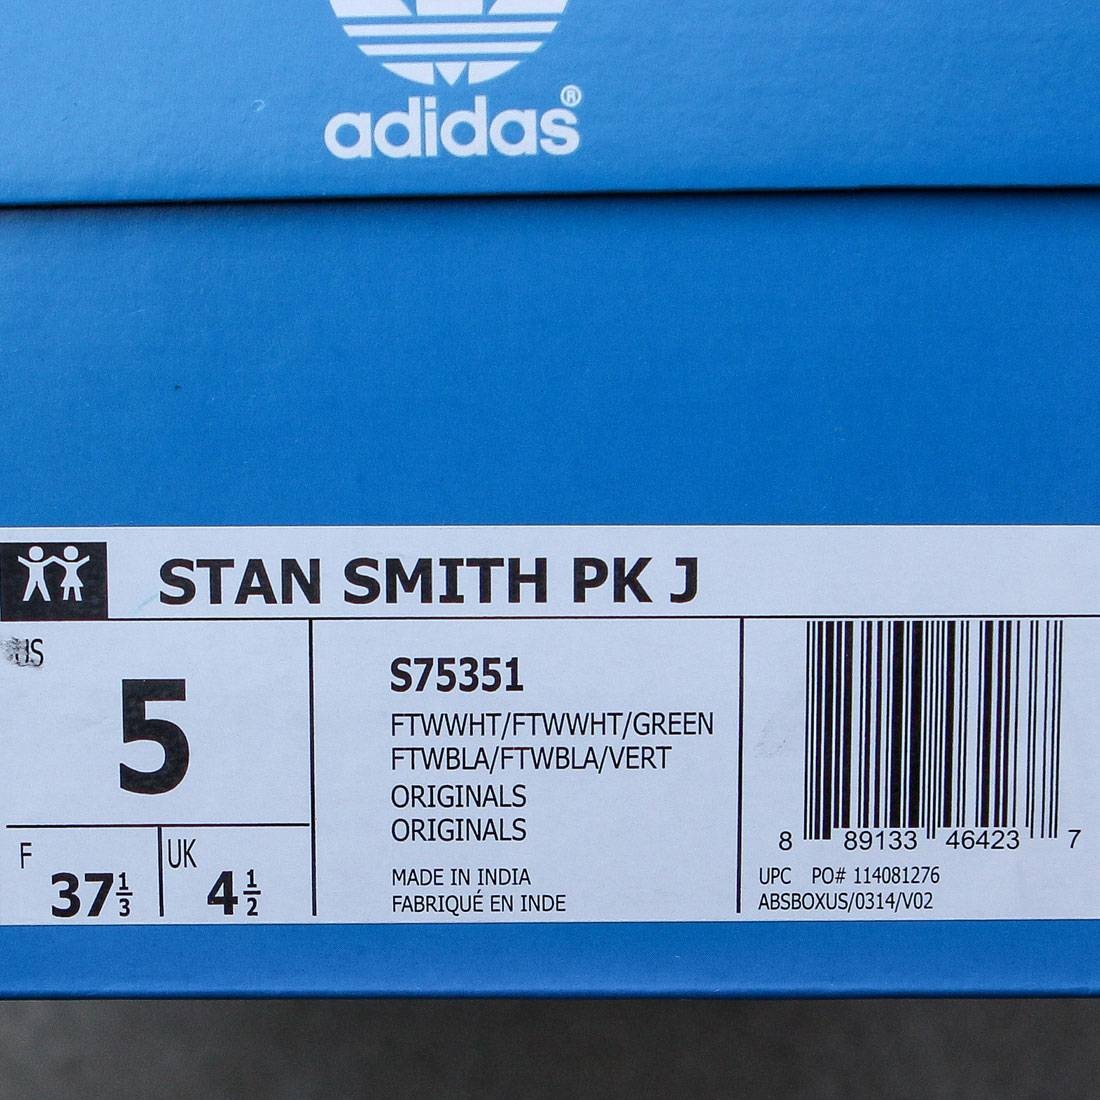 adidas®
STAN SMITH PK J
US
5
F
37 1/3
UK
4 1/2
S75351
FTWWHT/FTWWHT/GREEN
FTWBLA/FTWBLA/VERT
ORIGINALS
ORIGINALS
MADE IN INDIA
FABRIQUÉ EN INDE
8 89133 46423 7
UPC PO# 114081276
ABSBOXUS/0314/V02